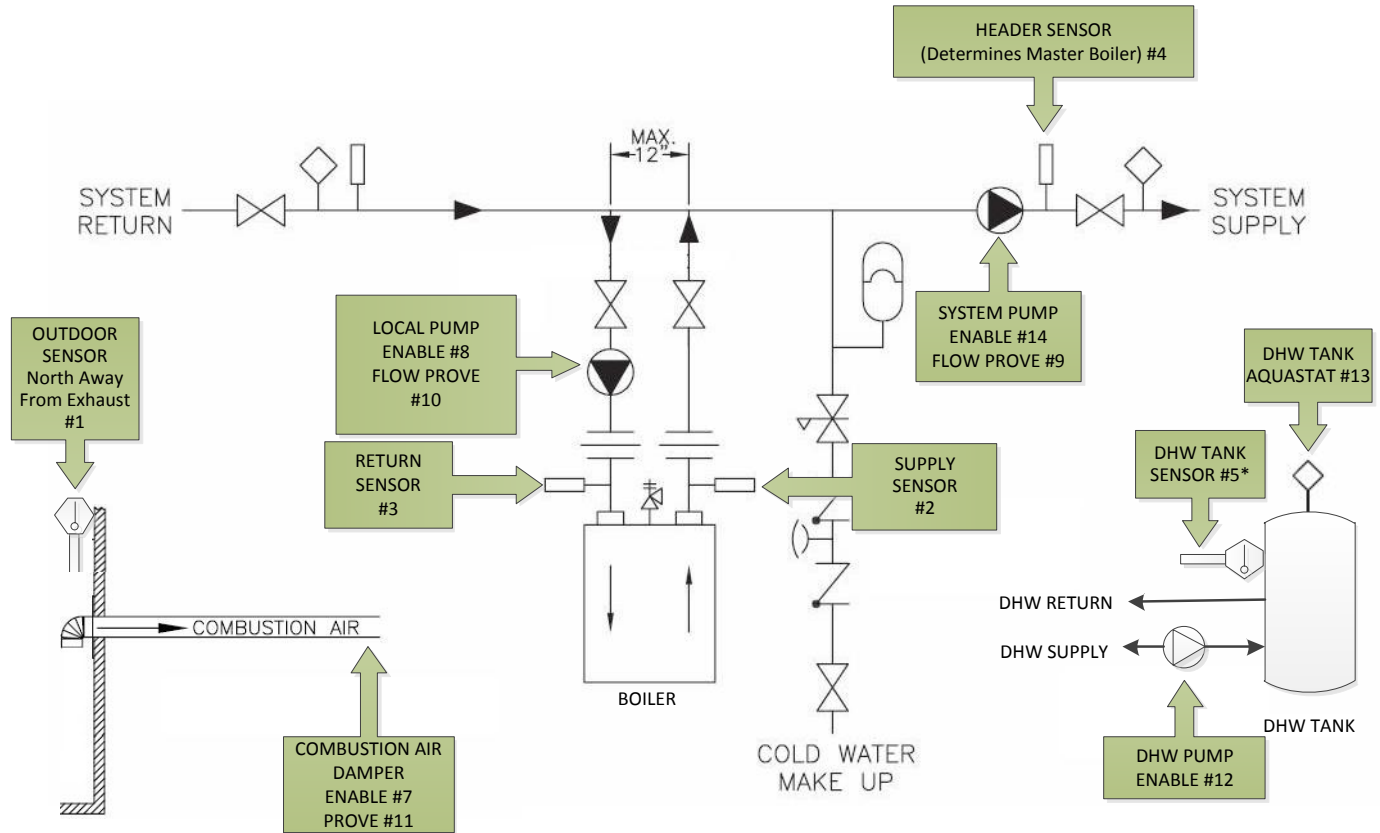 HEADER SENSOR
(Determines Master Boiler) #4
MAX.
12"
SYSTEM
RETURN
SYSTEM
SUPPLY
OUTDOOR
SENSOR
North Away
From Exhaust
#1
LOCAL PUMP
ENABLE #8
FLOW PROVE
#10
SYSTEM PUMP
ENABLE #14
FLOW PROVE #9
DHW TANK
AQUASTAT #13
RETURN
SENSOR
#3
SUPPLY
SENSOR
#2
DHW TANK
SENSOR #5*
DHW RETURN
DHW SUPPLY
COMBUSTION AIR
BOILER
DHW TANK
COMBUSTION AIR
DAMPER
ENABLE #7
PROVE #11
COLD WATER
MAKE UP
DHW PUMP
ENABLE #12